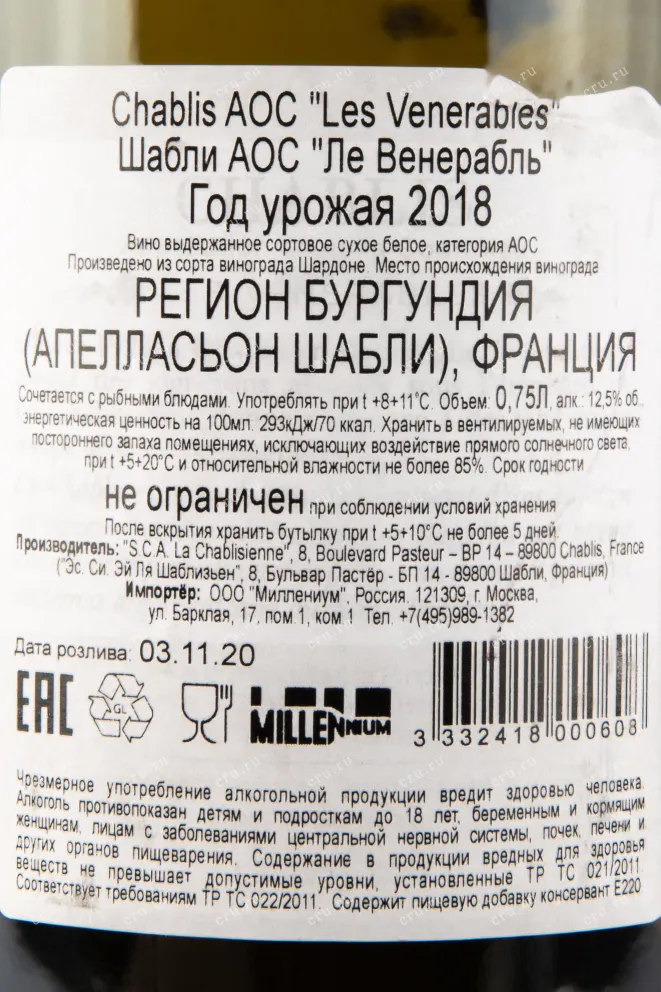 Chablis AOC "Les Venerables"
Шабли АОС "Ле Венерабль"
Год урожая 2018
Вино выдержанное сортовое сухое белое, категория АОС
Произведено из сорта винограда Шардоне. Место происхождения винограда
РЕГИОН БУРГУНДИЯ
(АПЕЛЛАСЬОН ШАБЛИ), ФРАНЦИЯ
Сочетается с рыбными блюдами. Употреблять при t +8+11°С. Объем: 0,75Л, алк.: 12,5% об.,
энергетическая ценность на 100мл: 293кДж/70 ккал. Хранить в вентилируемых, не имеющих
постороннего запаха помещениях, исключающих воздействие прямого солнечного света,
при t +5+20°С и относительной влажности не более 85%. Срок годности
не ограничен при соблюдении условий хранения
После вскрытия хранить бутылку при t +5+10°С не более 5 дней.
Производитель: "S.C.A. La Chablisienne", 8, Boulevard Pasteur – BP 14 – 89800 Chablis, France
("Эс. Си. Эй Ля Шаблизьен", 8, Бульвар Пастёр - БП 14 - 89800 Шабли, Франция)
Импортёр: ООО "Миллениум", Россия, 121309, г. Москва,
ул. Барклая, 17, пом.1, ком.1 Тел. +7(495)989-1382
Дата розлива: 03.11.20
EAC GL MILLENNIUM 3 332418 000608
Чрезмерное употребление алкогольной продукции вредит здоровью человека.
Алкоголь противопоказан детям и подросткам до 18 лет, беременным и кормящим
женщинам, лицам с заболеваниями центральной нервной системы, почек, печени и
других органов пищеварения. Содержание в продукции вредных для здоровья
веществ не превышает допустимые уровни, установленные ТР ТС 021/2011.
Соответствует требованиям ТР ТС 022/2011. Содержит пищевую добавку консервант Е220